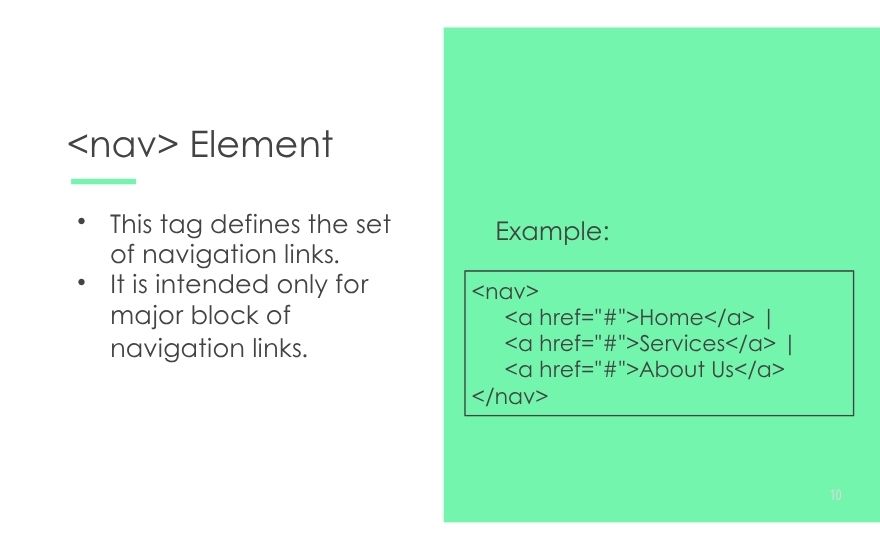 <nav> Element
• This tag defines the set
of navigation links.
• It is intended only for
major block of
navigation links.
Example:
<nav>
<a href="#">Home</a> |
<a href="#">Services</a> |
<a href="#">About Us</a>
</nav>
10